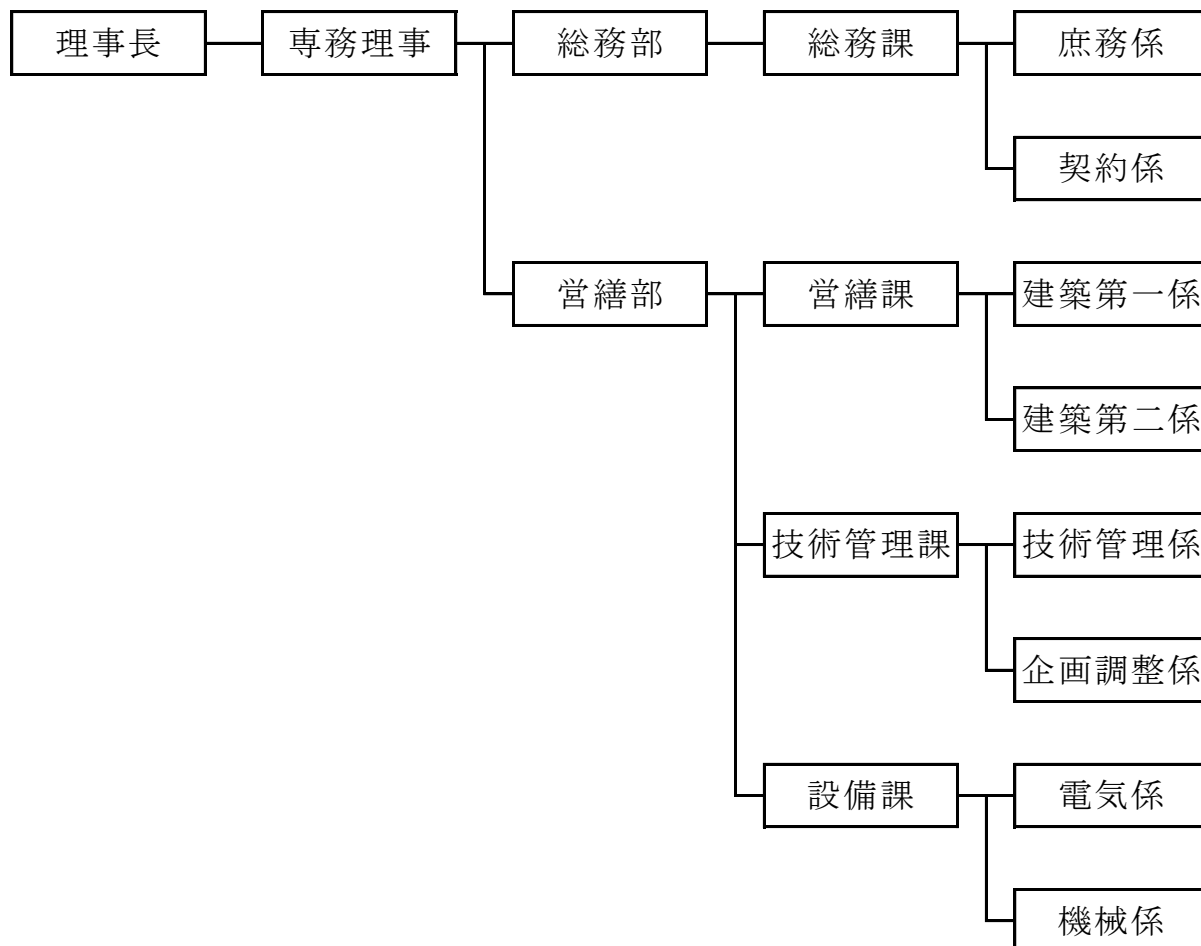 理事長 専務理事 総務部 総務課 庶務係
契約係
営繕部 営繕課 建築第一係
建築第二係
技術管理課 技術管理係
企画調整係
設備課 電気係
機械係